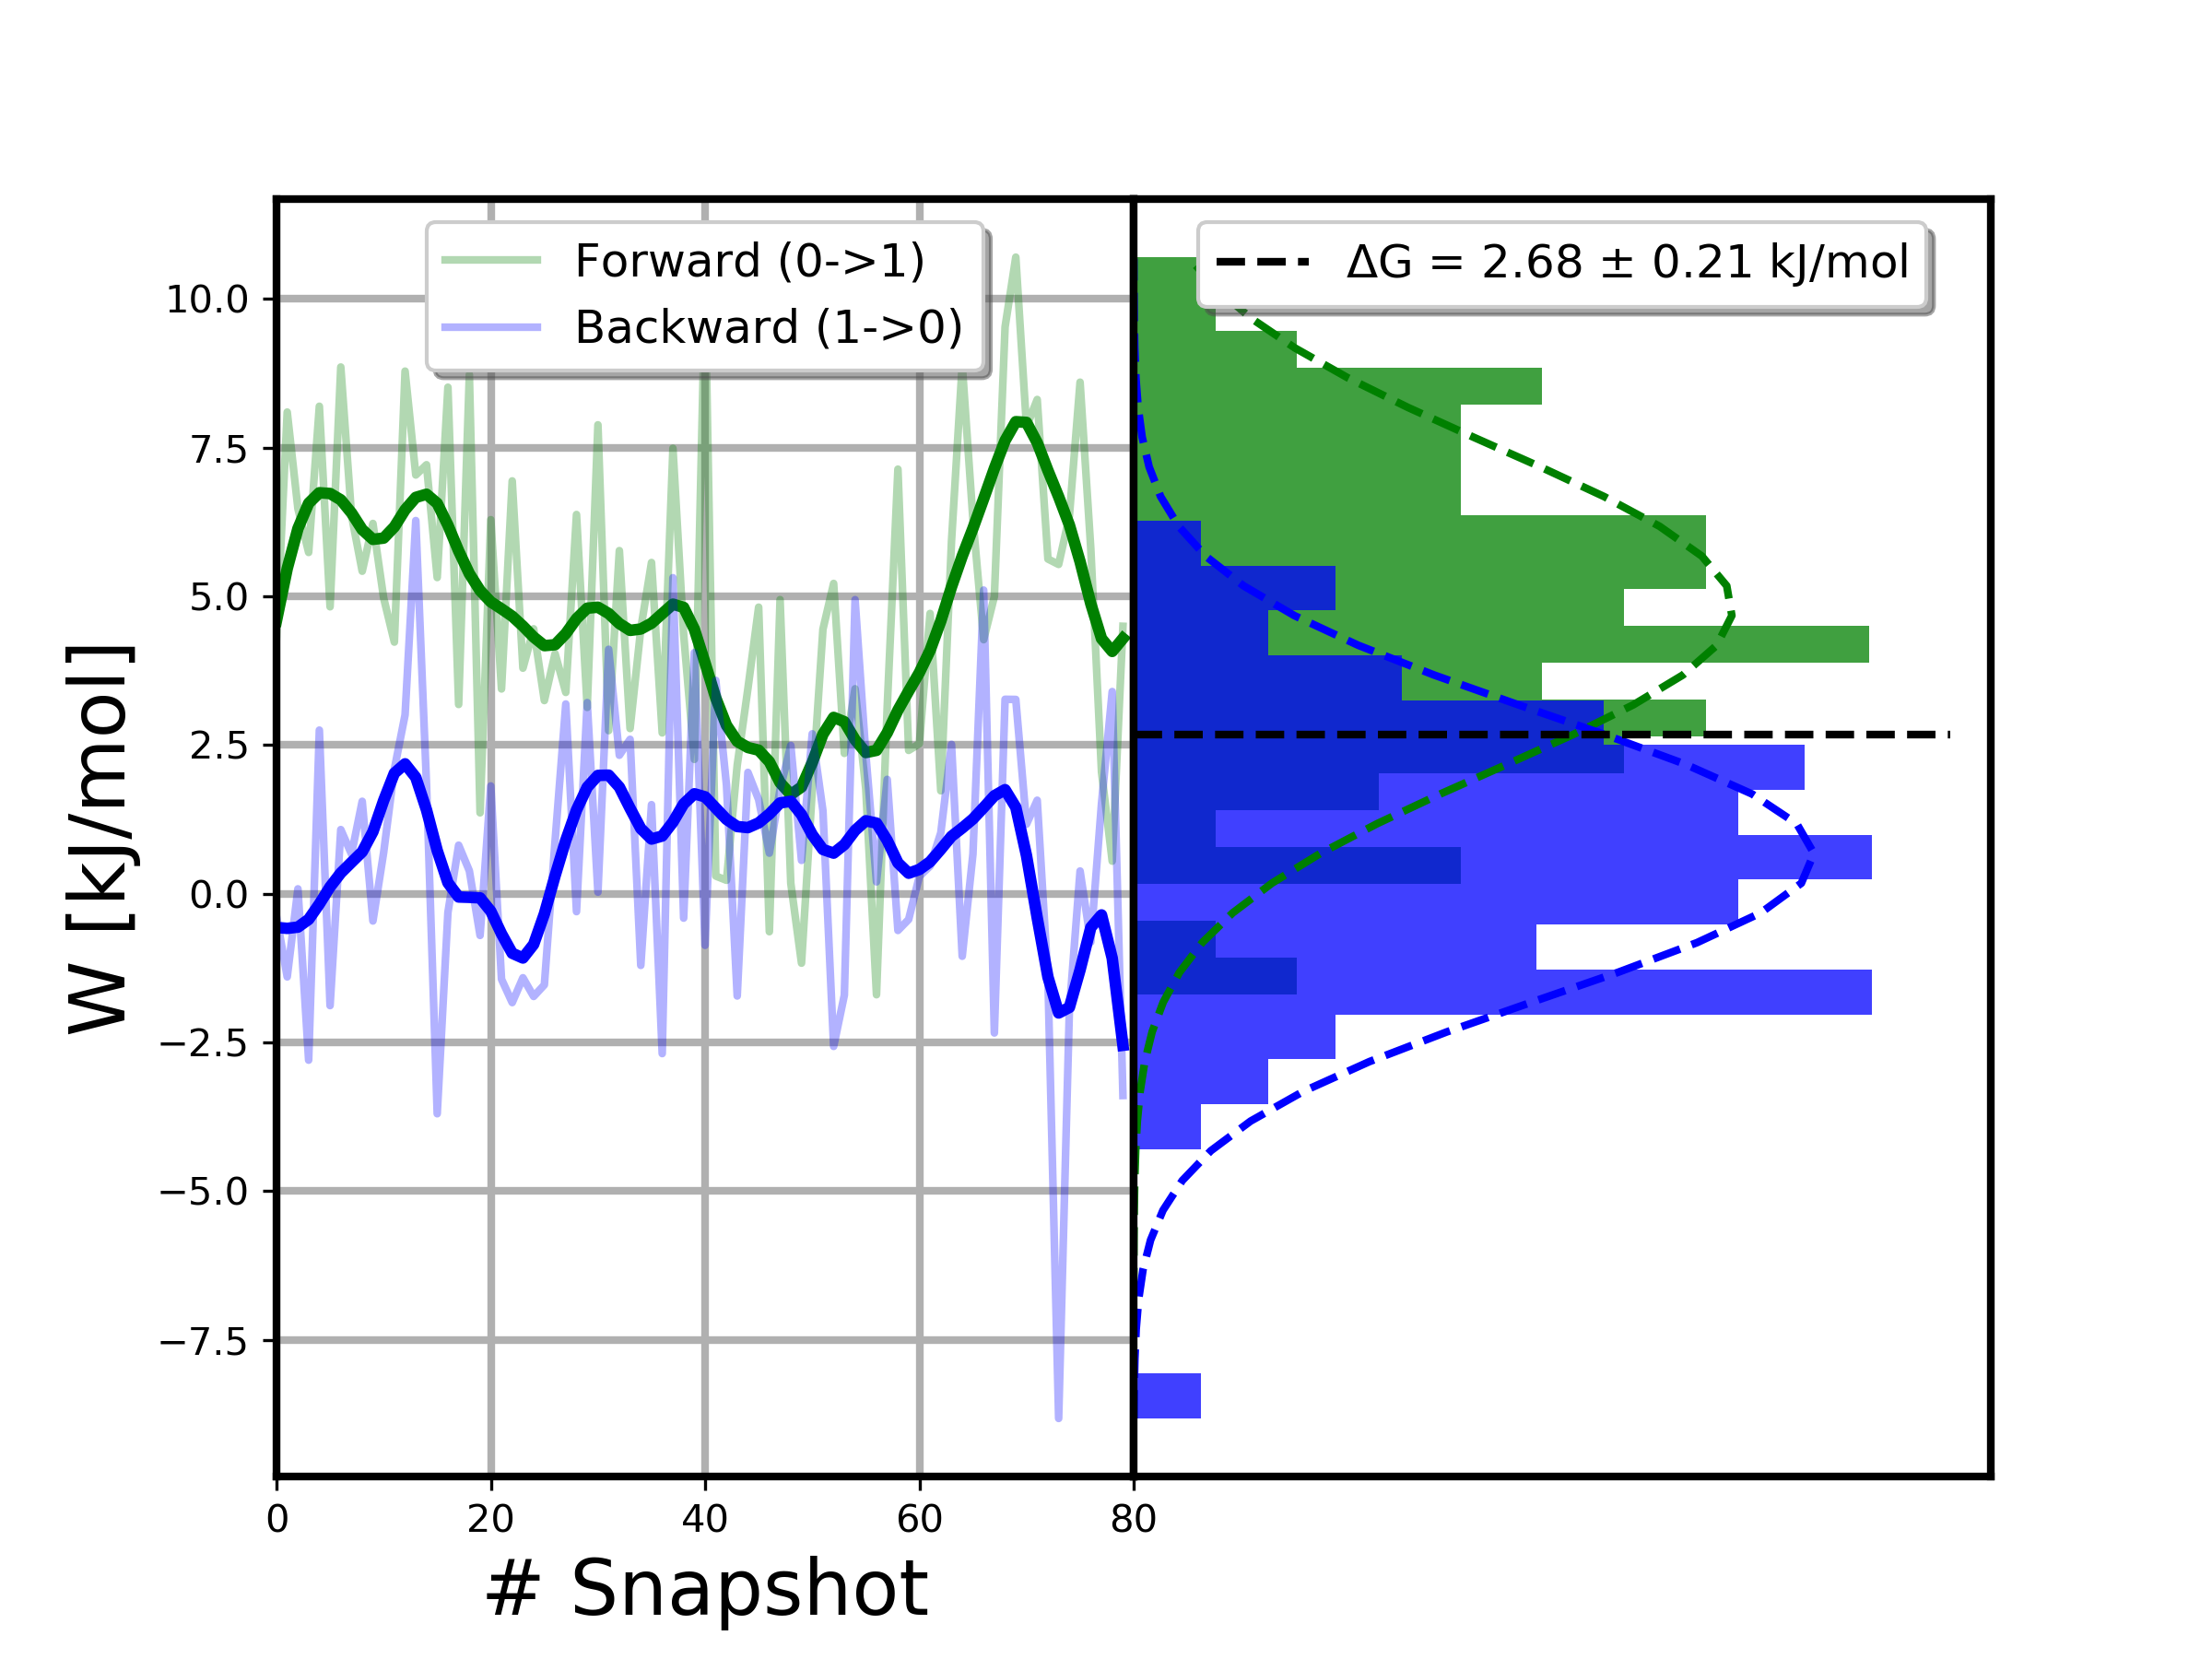 Forward (0->1)
Backward (1->0)
ΔG = 2.68 ± 0.21 kJ/mol
10.0
7.5
5.0
2.5
0.0
−2.5
−5.0
−7.5
W [kJ/mol]
0 20 40 60 80
# Snapshot